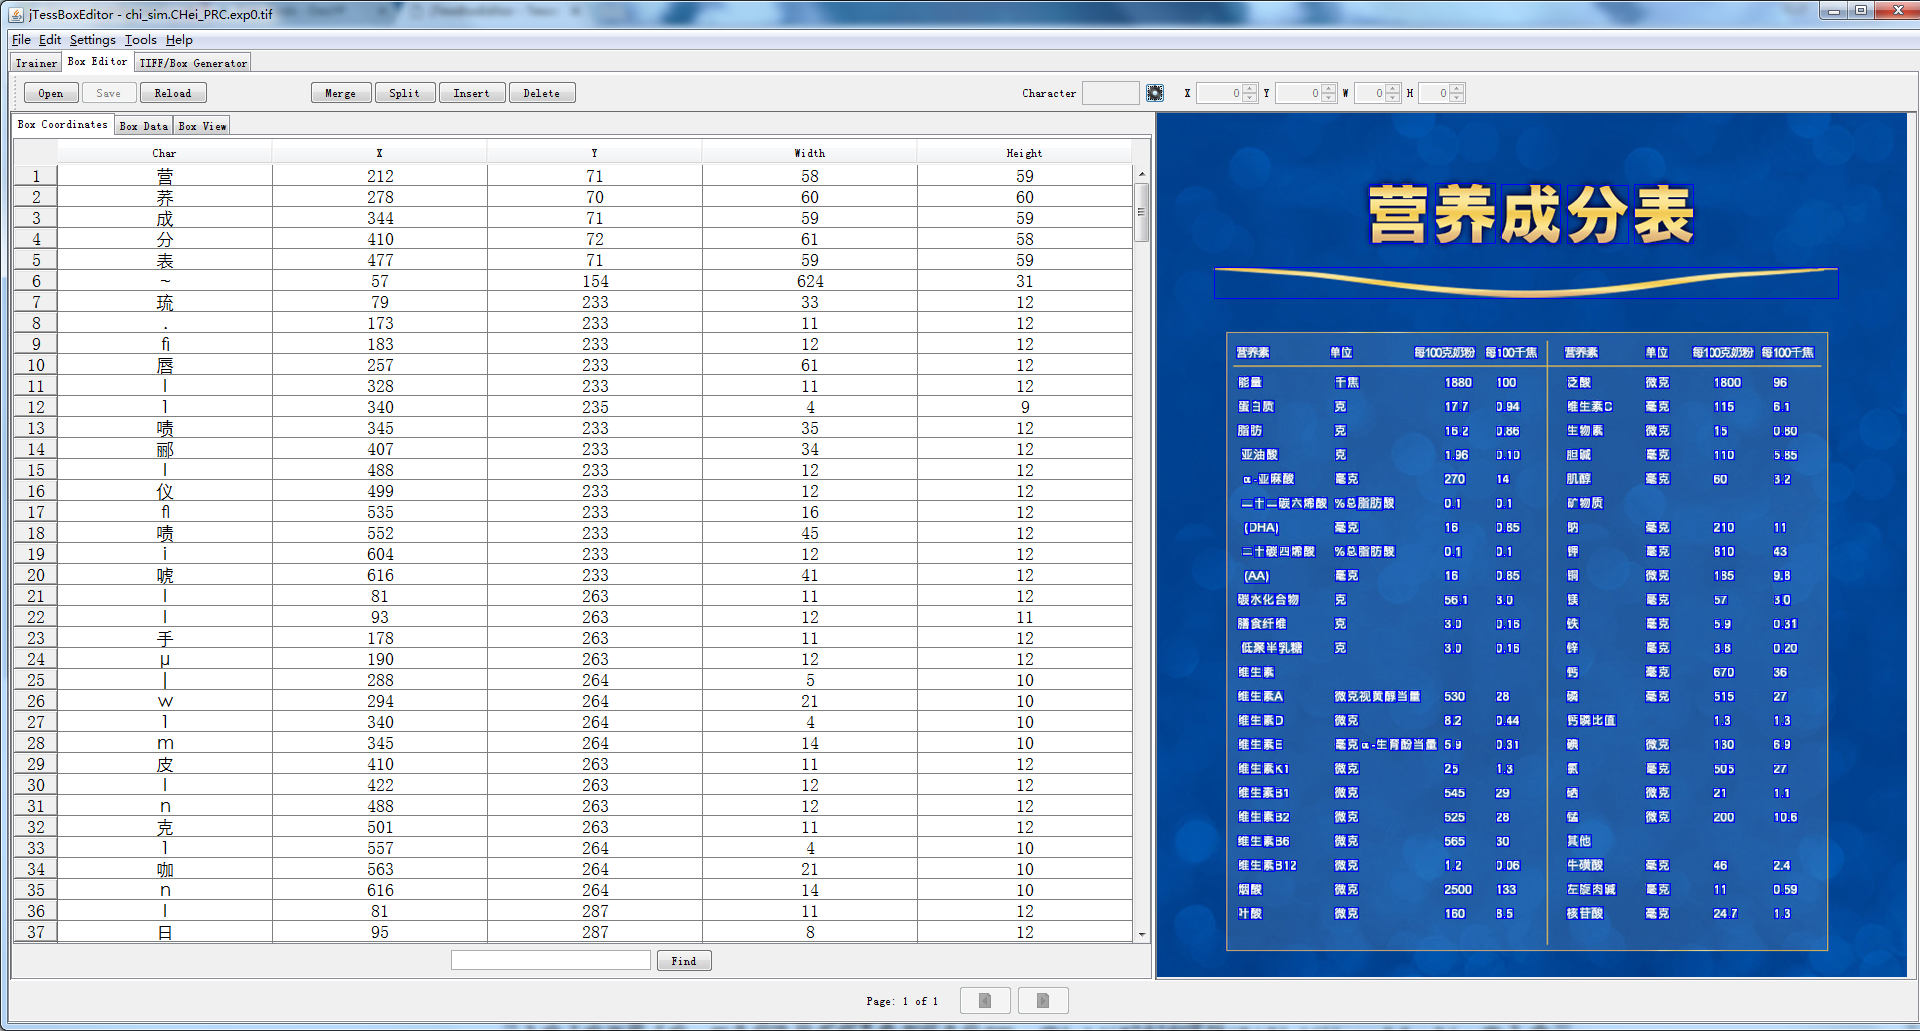 jTessBoxEditor - chi_sim.CHei_PRC.exp0.tif
File Edit Settings Tools Help
Trainer Box Editor TIFF/Box Generator
Open Save Reload Merge Split Insert Delete Character X 0 Y 0 W 0 H 0
Box Coordinates Box Data Box View
Char X Y Width Height
1 营 212 71 58 59
2 养 278 70 60 60
3 成 344 71 59 59
4 分 410 72 61 58
5 表 477 71 59 59
6 ~ 57 154 624 31
7 琉 79 233 33 12
8 . 173 233 11 12
9 fi 183 233 12 12
10 唇 257 233 61 12
11 l 328 233 11 12
12 1 340 235 4 9
13 啧 345 233 35 12
14 郦 407 233 34 12
15 l 488 233 12 12
16 仪 499 233 12 12
17 fl 535 233 16 12
18 啧 552 233 45 12
19 i 604 233 12 12
20 唬 616 233 41 12
21 l 81 263 11 12
22 l 93 263 12 11
23 手 178 263 11 12
24 μ 190 263 12 12
25 | 288 264 5 10
26 w 294 264 21 10
27 1 340 264 4 10
28 m 345 264 14 10
29 皮 410 263 11 12
30 l 422 263 12 12
31 n 488 263 12 12
32 克 501 263 11 12
33 1 557 264 4 10
34 咖 563 264 21 10
35 n 616 264 14 10
36 l 81 287 11 12
37 日 95 287 8 12
Find
Page: 1 of 1
营养成分表
营养素 单位 每100克奶粉 每100千焦 营养素 单位 每100克奶粉 每100千焦
能量 千焦 1880 100 泛酸 微克 1800 96
蛋白质 克 17.7 0.94 维生素C 毫克 115 6.1
脂肪 克 16.2 0.86 生物素 微克 15 0.80
亚油酸 克 1.96 0.10 胆碱 毫克 110 5.85
α-亚麻酸 毫克 270 14 肌醇 毫克 60 3.2
二十二碳六烯酸 %总脂肪酸 0.1 0.1 矿物质
(DHA) 毫克 16 0.85 钠 毫克 210 11
二十碳四烯酸 %总脂肪酸 0.1 0.1 钾 毫克 810 43
(AA) 毫克 16 0.85 铜 微克 185 9.8
碳水化合物 克 56.1 3.0 镁 毫克 57 3.0
膳食纤维 克 3.0 0.16 铁 毫克 5.9 0.31
低聚半乳糖 克 3.0 0.16 锌 毫克 3.8 0.20
维生素 钙 毫克 670 36
维生素A 微克视黄醇当量 530 28 磷 毫克 515 27
维生素D 微克 8.2 0.44 钙磷比值 1.3 1.3
维生素E 毫克α-生育酚当量 5.9 0.31 碘 微克 130 6.9
维生素K1 微克 25 1.3 氯 毫克 505 27
维生素B1 微克 545 29 硒 微克 21 1.1
维生素B2 微克 525 28 锰 微克 200 10.6
维生素B6 微克 565 30 其他
维生素B12 微克 1.2 0.06 牛磺酸 毫克 46 2.4
烟酸 微克 2500 133 左旋肉碱 毫克 11 0.59
叶酸 微克 160 8.5 核苷酸 毫克 24.7 1.3